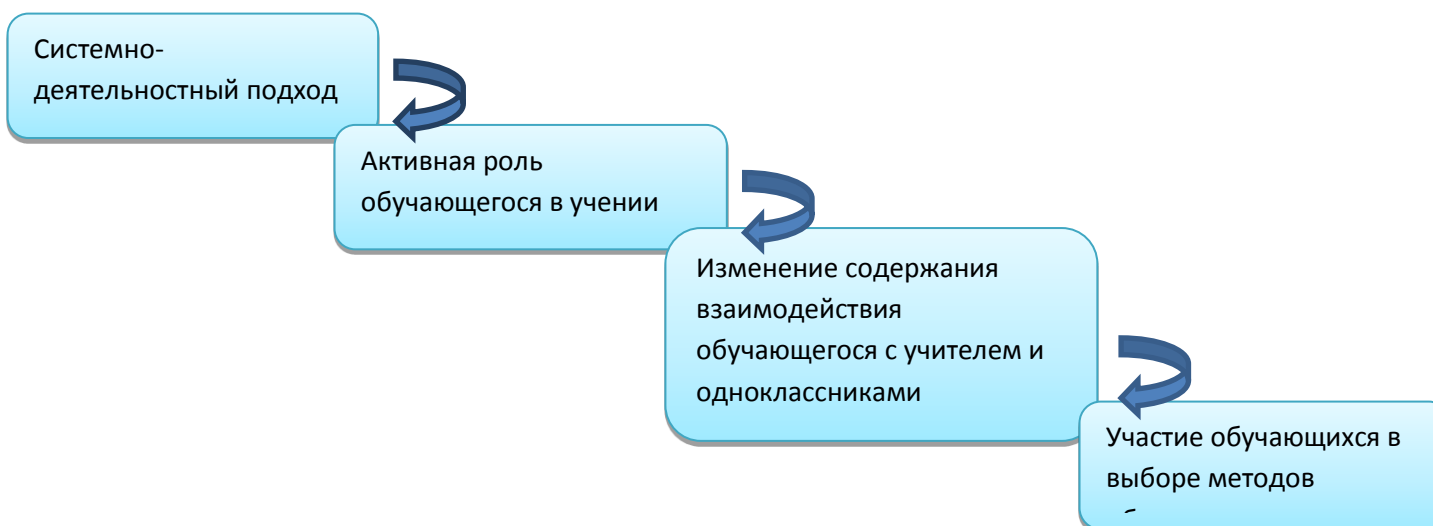 Системно-
деятельностный подход
Активная роль
обучающегося в учении
Изменение содержания
взаимодействия
обучающегося с учителем и
одноклассниками
Участие обучающихся в
выборе методов